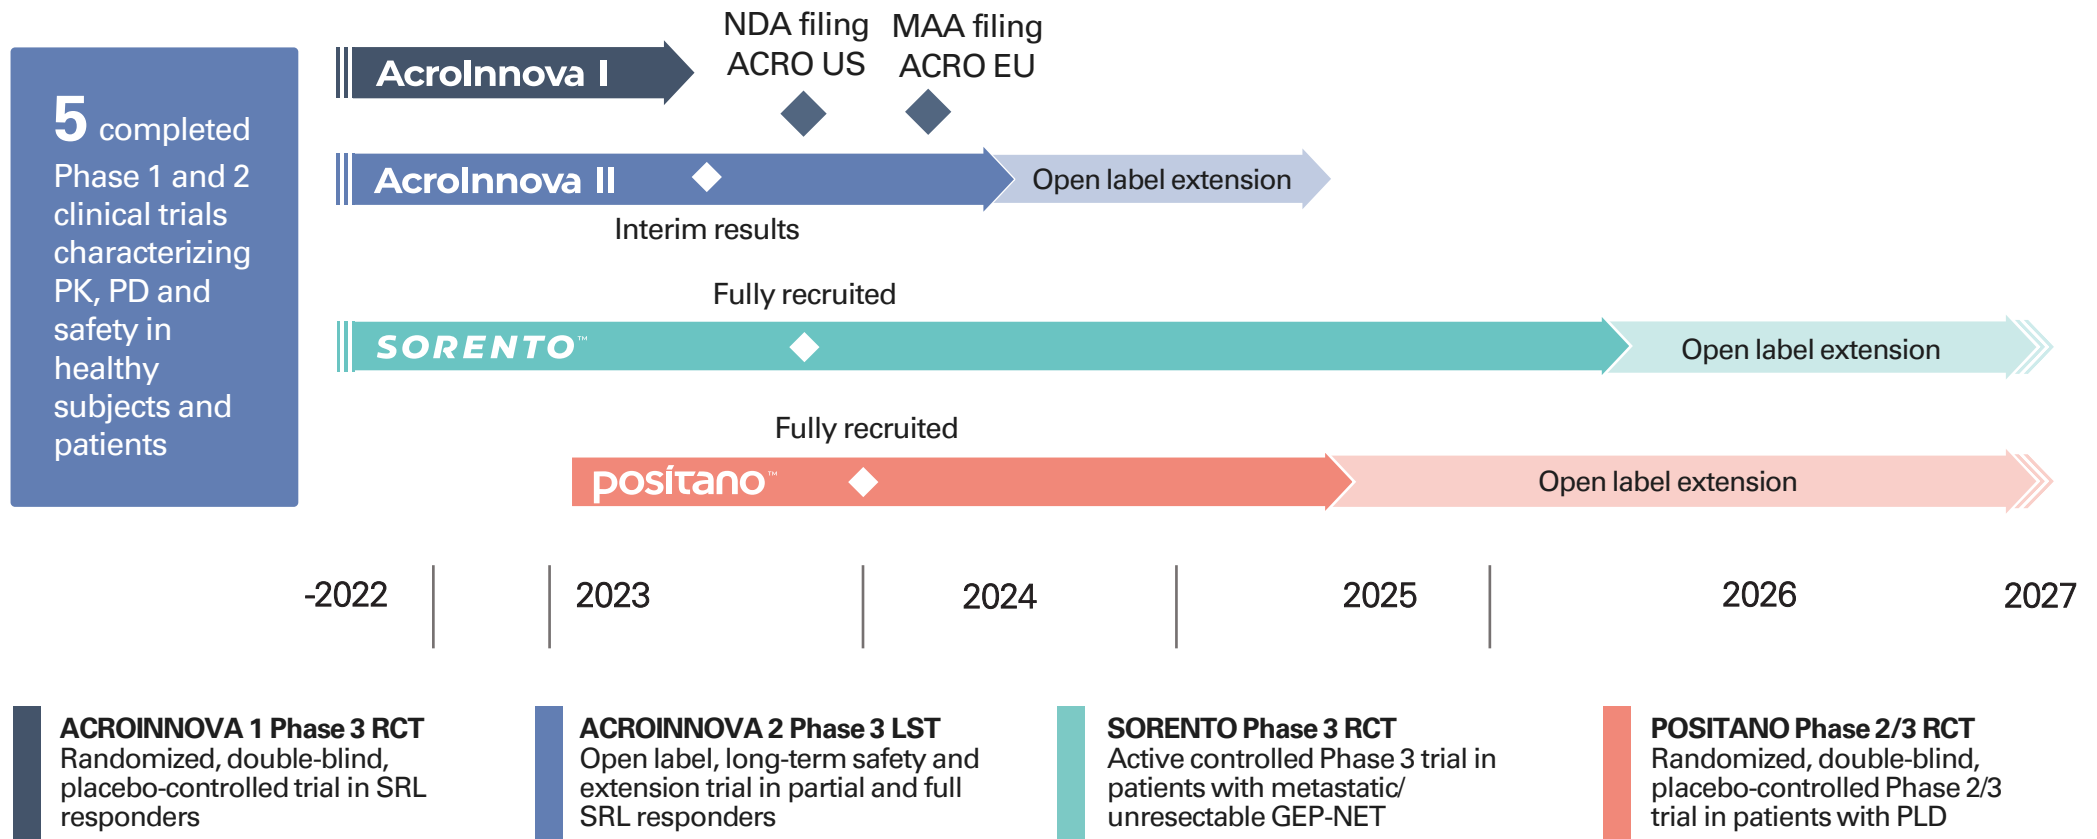 5 completed
Phase 1 and 2
clinical trials
characterizing
PK, PD and
safety in
healthy
subjects and
patients
AcroInnova I
NDA filing
ACRO US
MAA filing
ACRO EU
AcroInnova II
Open label extension
Interim results
Fully recruited
SORENTO™
Open label extension
Fully recruited
positano™
Open label extension
-2022
2023
2024
2025
2026
2027
ACROINNOVA 1 Phase 3 RCT
Randomized, double-blind,
placebo-controlled trial in SRL
responders
ACROINNOVA 2 Phase 3 LST
Open label, long-term safety and
extension trial in partial and full
SRL responders
SORENTO Phase 3 RCT
Active controlled Phase 3 trial in
patients with metastatic/
unresectable GEP-NET
POSITANO Phase 2/3 RCT
Randomized, double-blind,
placebo-controlled Phase 2/3
trial in patients with PLD